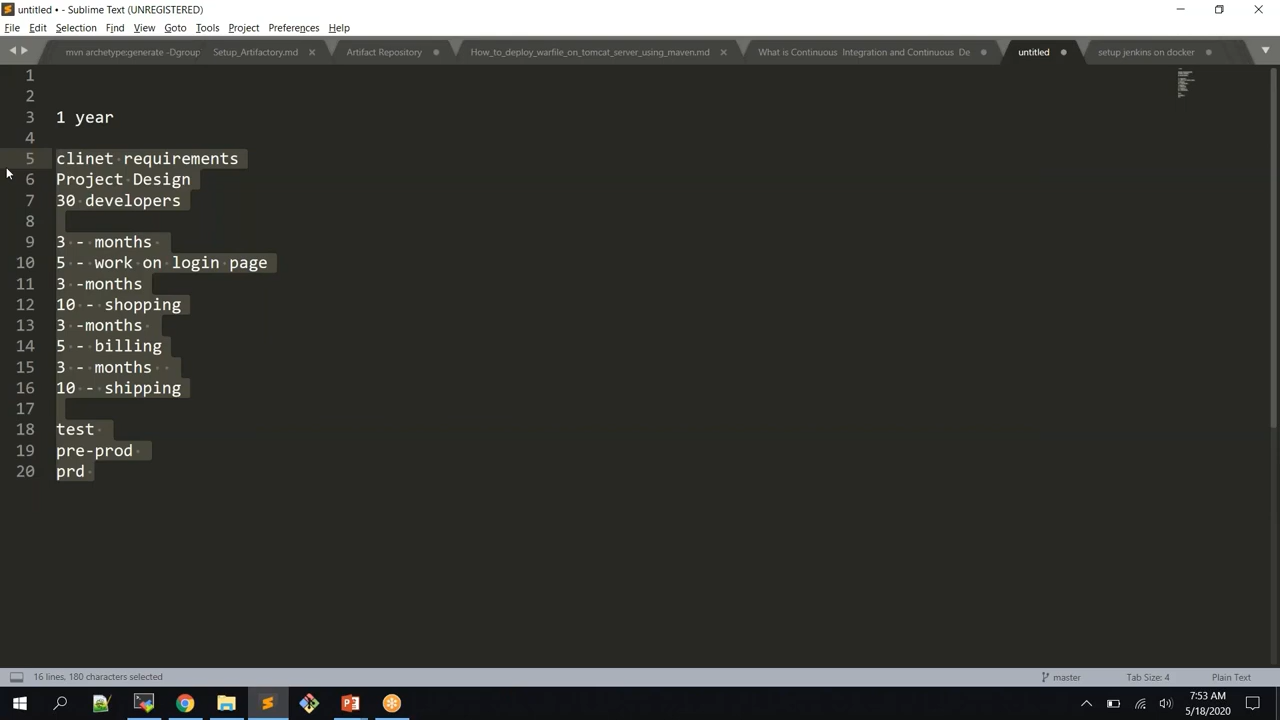 untitled • - Sublime Text (UNREGISTERED)
File Edit Selection Find View Goto Tools Project Preferences Help
mvn archetype:generate -Dgroup Setup_Artifactory.md Artifact Repository How_to_deploy_warfile_on_tomcat_server_using_maven.md What is Continuous Integration and Continuous De untitled setup jenkins on docker
1
2
3 1 year
4
5 clinet requirements
6 Project Design
7 30 developers
8
9 3 - months
10 5 - work on login page
11 3 -months
12 10 - shopping
13 3 -months
14 5 - billing
15 3 - months
16 10 - shipping
17
18 test
19 pre-prod
20 prd
16 lines, 180 characters selected master Tab Size: 4 Plain Text
7:53 AM
5/18/2020